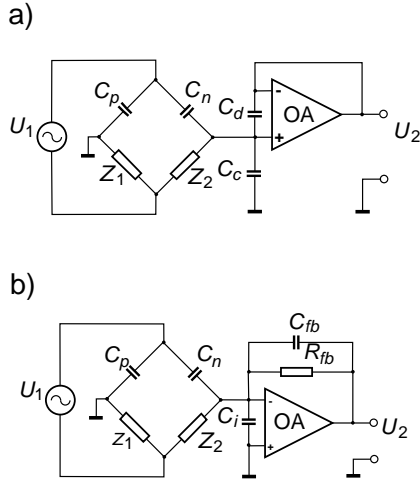 a)
U1
Cp
Cn
Z1
Z2
Cd
Cc
-
+
OA
U2
b)
U1
Cp
Cn
Z1
Z2
Cfb
Rfb
Ci
-
+
OA
U2